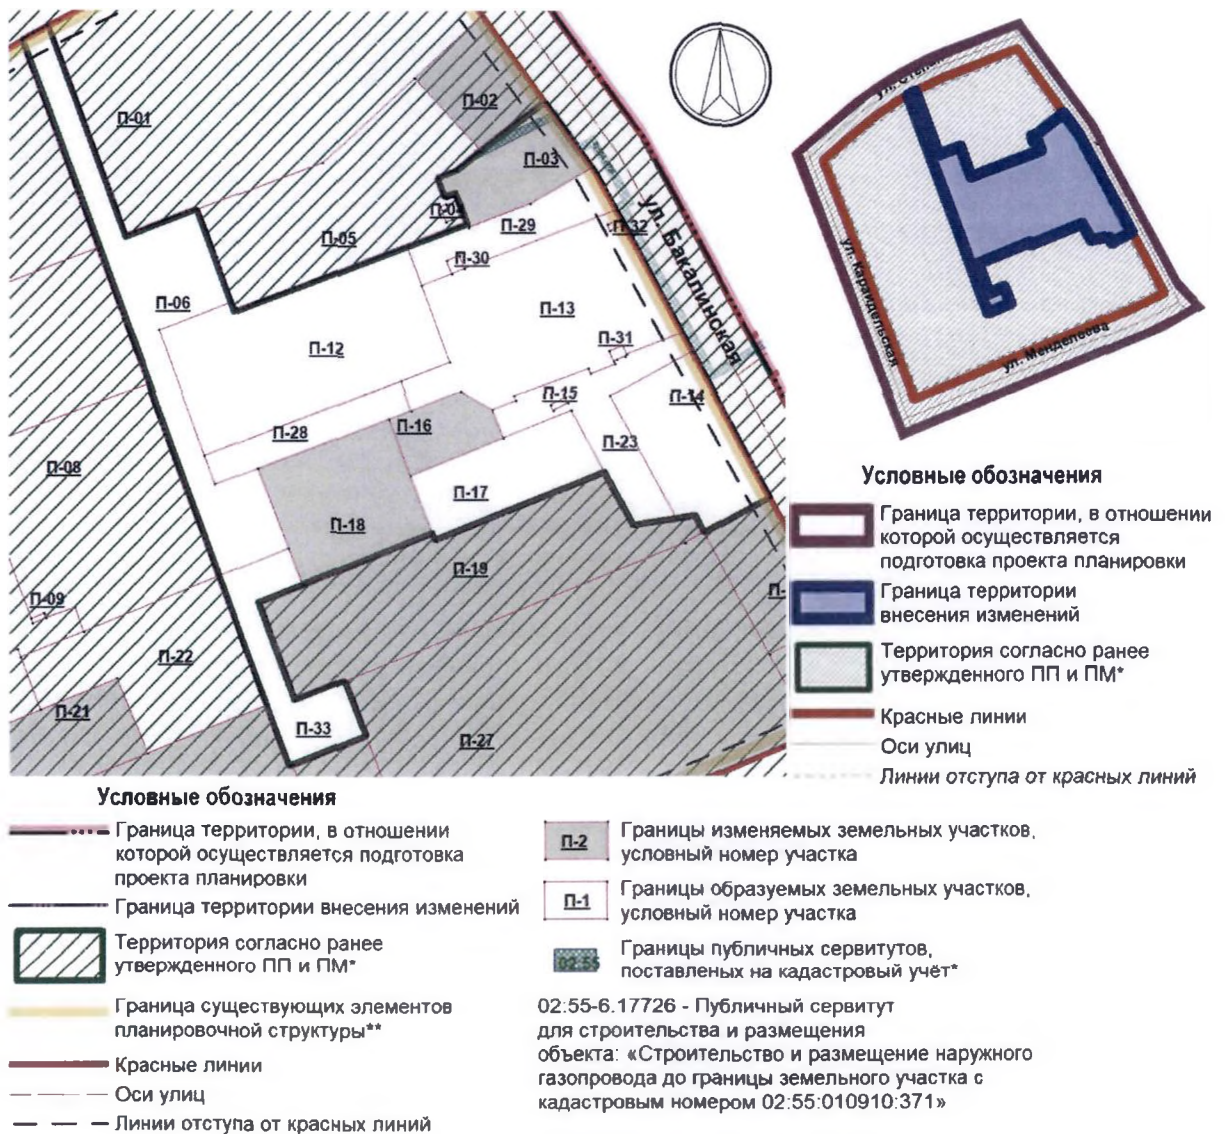 П-01
П-02
П-03
П-29
П-32
П-05
П-30
П-06
П-13
П-12
П-31
П-15
П-14
П-28
П-16
П-23
П-08
П-17
П-18
П-19
П-09
П-22
П-21
П-33
П-27
ул. Бакалинская
ул. Караидельская
ул. Менделеева
Условные обозначения
Граница территории, в отношении
которой осуществляется
подготовка проекта планировки
Граница территории
внесения изменений
Территория согласно ранее
утвержденного ПП и ПМ*
Красные линии
Оси улиц
Линии отступа от красных линий
Условные обозначения
Граница территории, в отношении
которой осуществляется подготовка
проекта планировки
Граница территории внесения изменений
Территория согласно ранее
утвержденного ПП и ПМ*
Граница существующих элементов
планировочной структуры**
Красные линии
Оси улиц
Линии отступа от красных линий
П-2
Границы изменяемых земельных участков,
условный номер участка
П-1
Границы образуемых земельных участков,
условный номер участка
02:55
Границы публичных сервитутов,
поставленых на кадастровый учёт*
02:55-6.17726 - Публичный сервитут
для строительства и размещения
объекта: «Строительство и размещение наружного
газопровода до границы земельного участка с
кадастровым номером 02:55:010910:371»